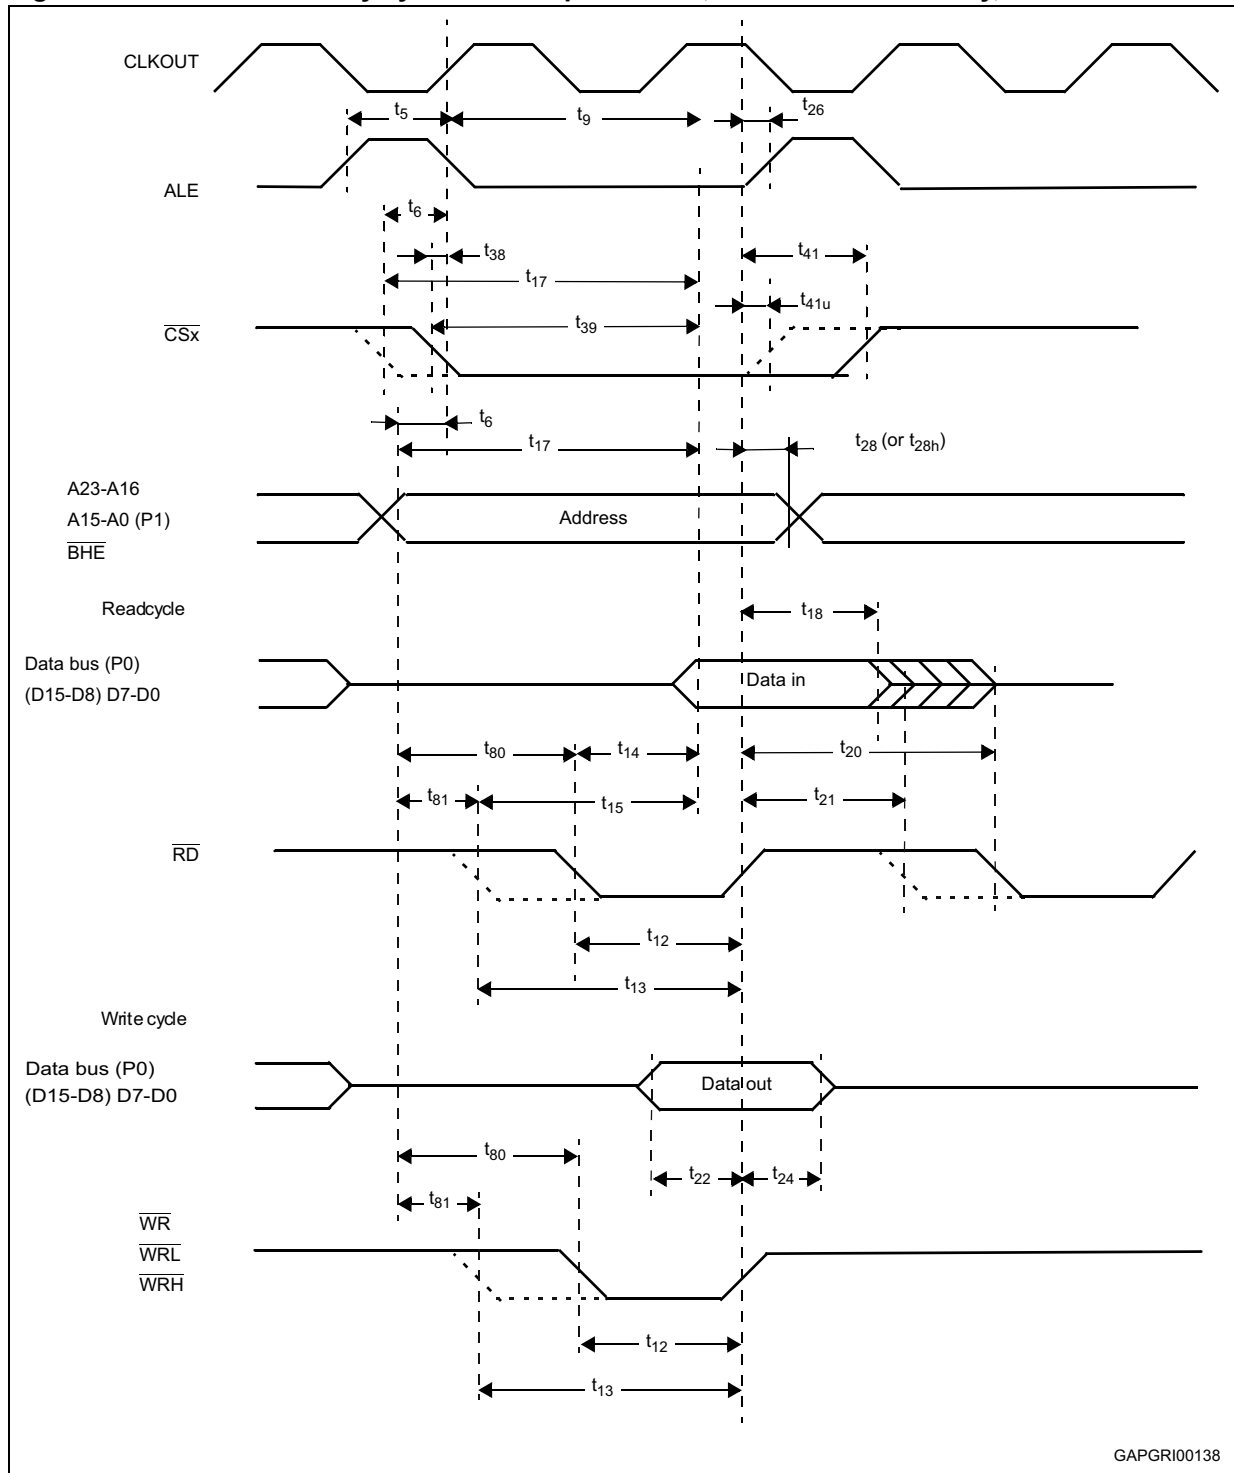 CLKOUT
t26
t5
t9
ALE
t6
t38
t41
t17
t41u
CSx
t39
t6
t17
t28 (or t28h)
A23-A16
A15-A0 (P1)
Address
BHE
Readcycle
t18
Data bus (P0)
(D15-D8) D7-D0
Data in
t80
t14
t20
t81
t15
t21
RD
t12
t13
Write cycle
Data bus (P0)
(D15-D8) D7-D0
Data out
t80
t22
t24
t81
WR
WRL
WRH
t12
t13
GAPGRI00138